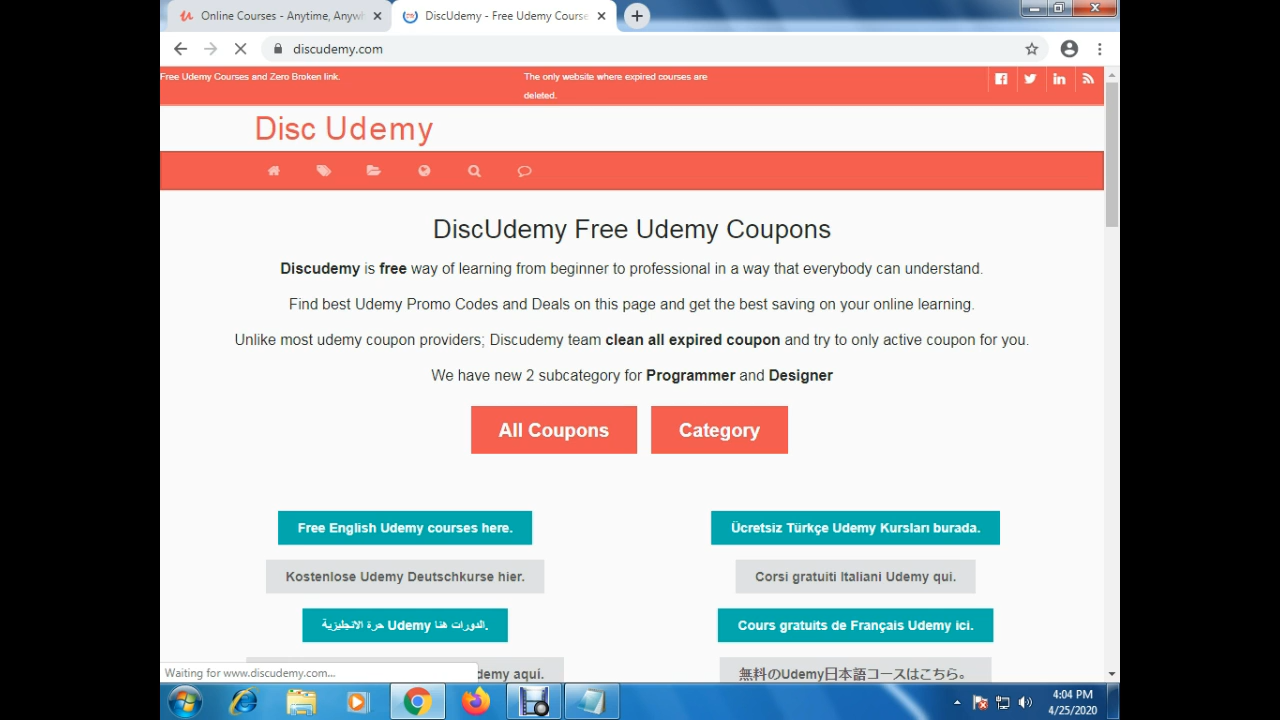 Online Courses - Anytime, Anywh
DiscUdemy - Free Udemy Course
discudemy.com
Free Udemy Courses and Zero Broken link.
The only website where expired courses are
deleted.
Disc Udemy
DiscUdemy Free Udemy Coupons
Discudemy is free way of learning from beginner to professional in a way that everybody can understand.
Find best Udemy Promo Codes and Deals on this page and get the best saving on your online learning.
Unlike most udemy coupon providers; Discudemy team clean all expired coupon and try to only active coupon for you.
We have new 2 subcategory for Programmer and Designer
All Coupons
Category
Free English Udemy courses here.
Ücretsiz Türkçe Udemy Kursları burada.
Kostenlose Udemy Deutschkurse hier.
Corsi gratuiti Italiani Udemy qui.
الدورات هنا Udemy حرة الانجليزية.
Cours gratuits de Français Udemy ici.
demy aqui.
無料のUdemy日本語コースはこちら。
Waiting for www.discudemy.com...
4:04 PM
4/25/2020